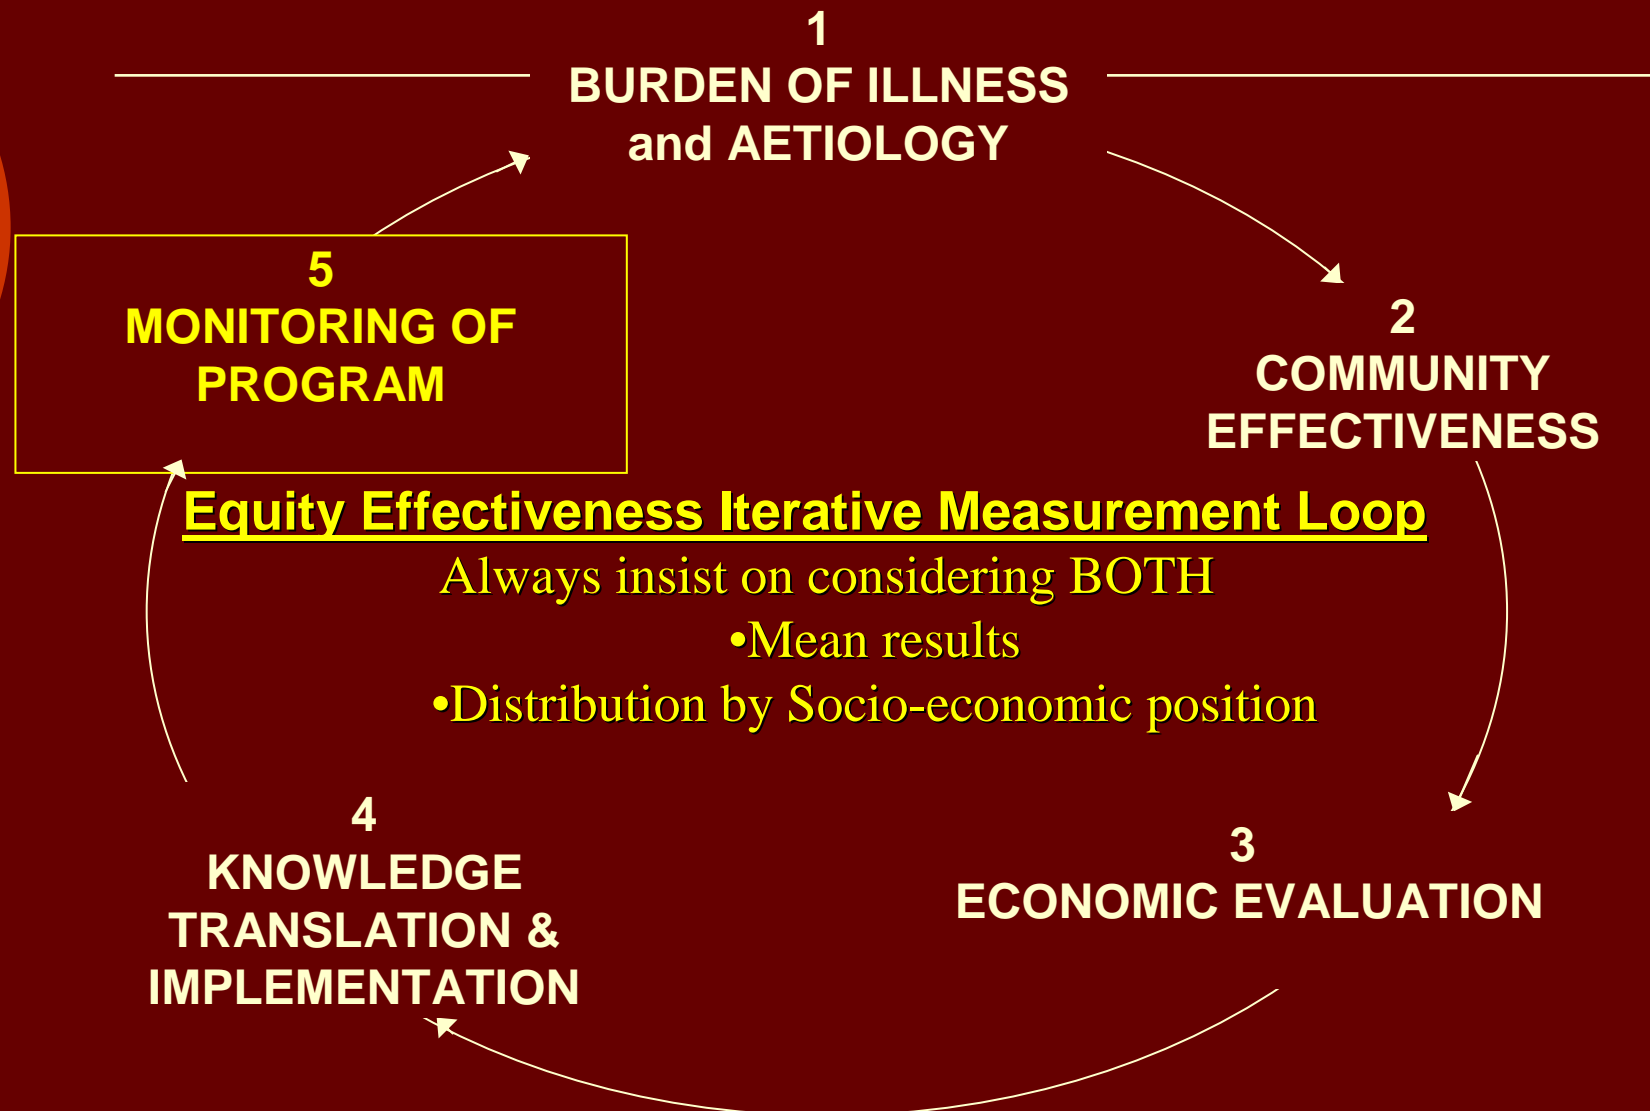 1
BURDEN OF ILLNESS
and AETIOLOGY
5
MONITORING OF
PROGRAM
2
COMMUNITY
EFFECTIVENESS
Equity Effectiveness Iterative Measurement Loop
Always insist on considering BOTH
•Mean results
•Distribution by Socio-economic position
4
KNOWLEDGE
TRANSLATION &
IMPLEMENTATION
3
ECONOMIC EVALUATION